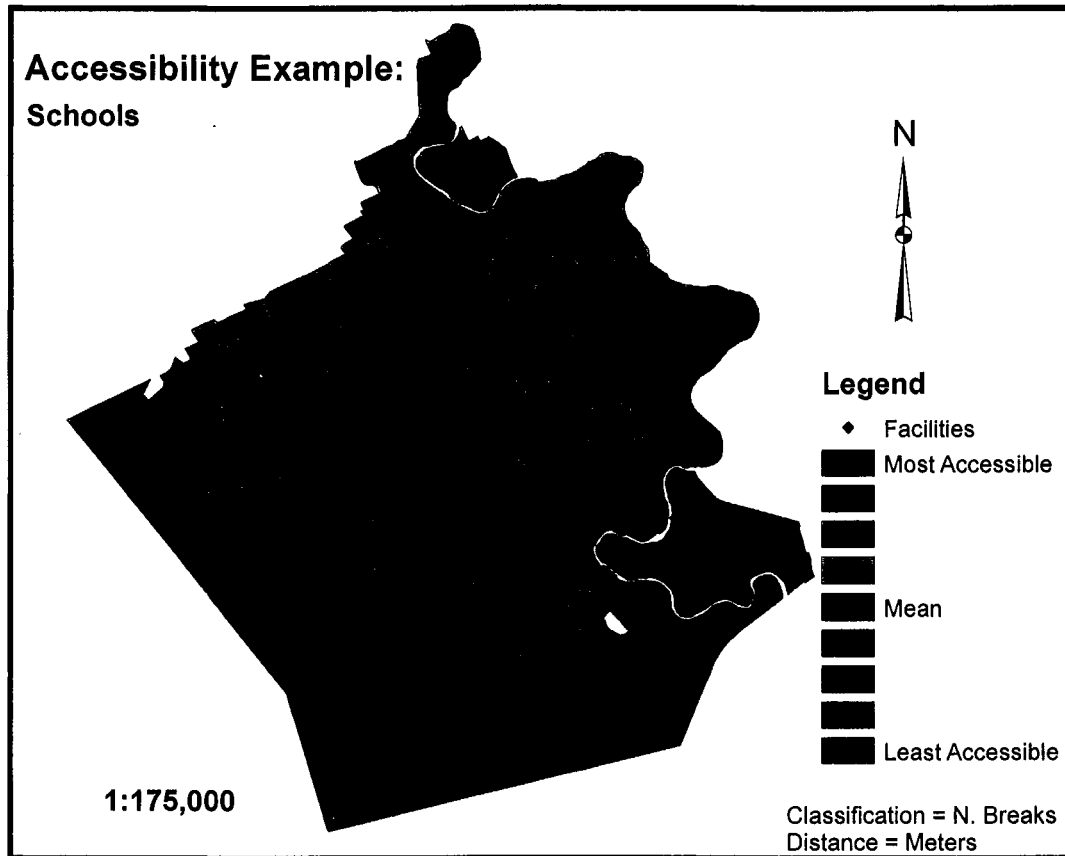 Accessibility Example:
Schools
N
Legend
Facilities
Most Accessible
Mean
Least Accessible
1:175,000
Classification = N. Breaks
Distance = Meters